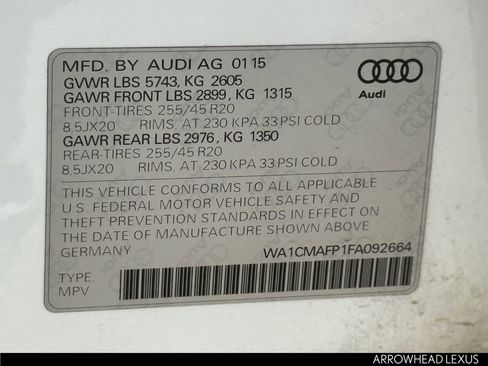 MFD. BY AUDI AG 01 15
GVWR LBS 5743, KG 2605
GAWR FRONT LBS 2899, KG 1315
FRONT-TIRES 255/45 R20
8,5JX20 RIMS, AT 230 KPA 33 PSI COLD
GAWR REAR LBS 2976, KG 1350
REAR-TIRES 255/45 R20
8,5JX20 RIMS, AT 230 KPA 33 PSI COLD
Audi
THIS VEHICLE CONFORMS TO ALL APPLICABLE
U S FEDERAL MOTOR VEHICLE SAFETY AND
THEFT PREVENTION STANDARDS IN EFFECT ON
THE DATE OF MANUFACTURE SHOWN ABOVE
GERMANY
WA1CMAFP1FA092664
TYPE
MPV
ARROWHEAD LEXUS